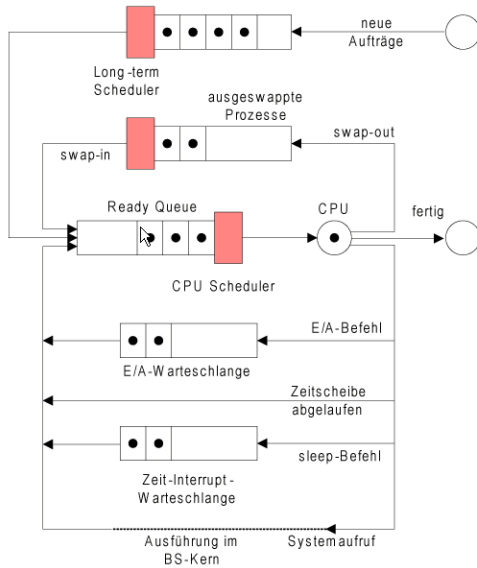 neue
Aufträge
Long-term
Scheduler
ausgeswappte
Prozesse
swap-out
swap-in
Ready Queue
CPU
fertig
CPU Scheduler
E/A-Befehl
E/A-Warteschlange
Zeitscheibe
abgelaufen
sleep-Befehl
Zeit-Interrupt-
Warteschlange
Ausführung im
BS-Kern
Systemaufruf